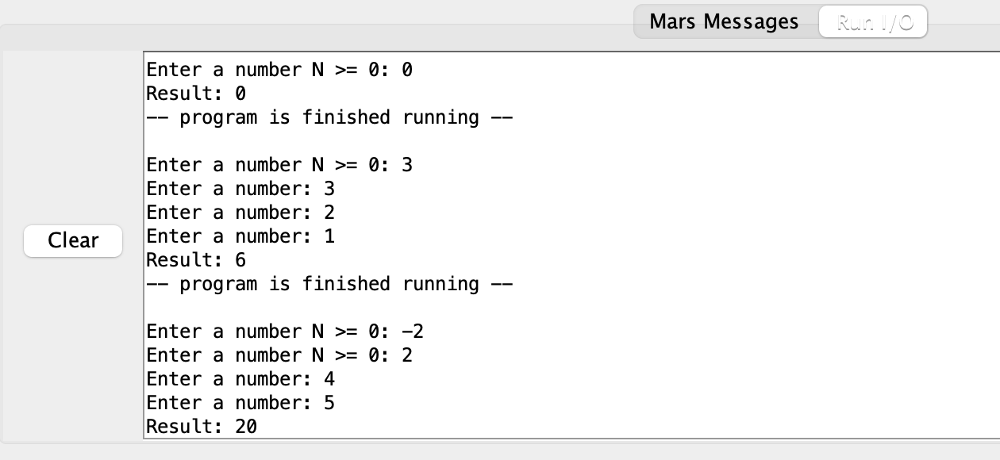 Mars Messages Run I/O
Enter a number N >= 0: 0
Result: 0
-- program is finished running --
Enter a number N >= 0: 3
Enter a number: 3
Enter a number: 2
Enter a number: 1
Result: 6
-- program is finished running --
Enter a number N >= 0: -2
Enter a number N >= 0: 2
Enter a number: 4
Enter a number: 5
Result: 20
Clear